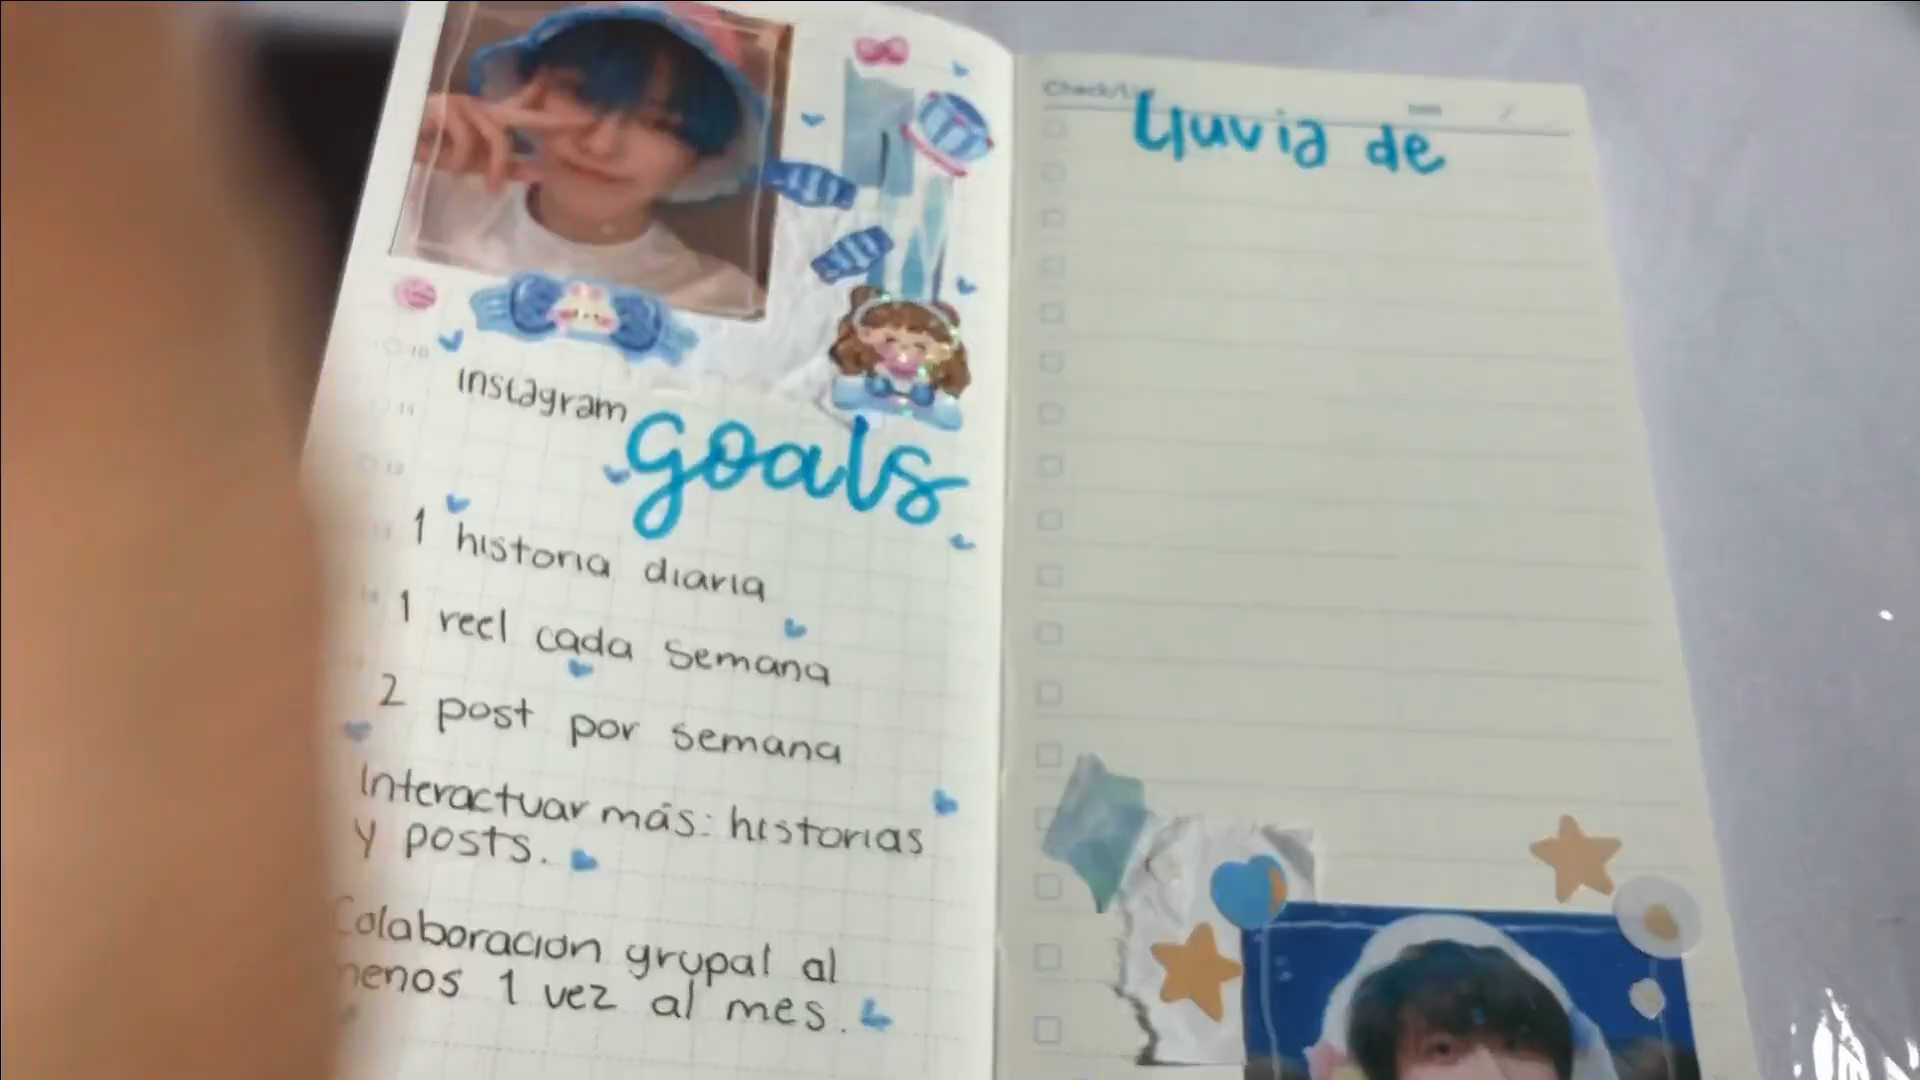 instagram
goals
1 historia diaria
1 reel cada semana
2 post por semana
Interactuar más: historias
y posts.
Colaboración grupal al
menos 1 vez al mes.
Lluvia de